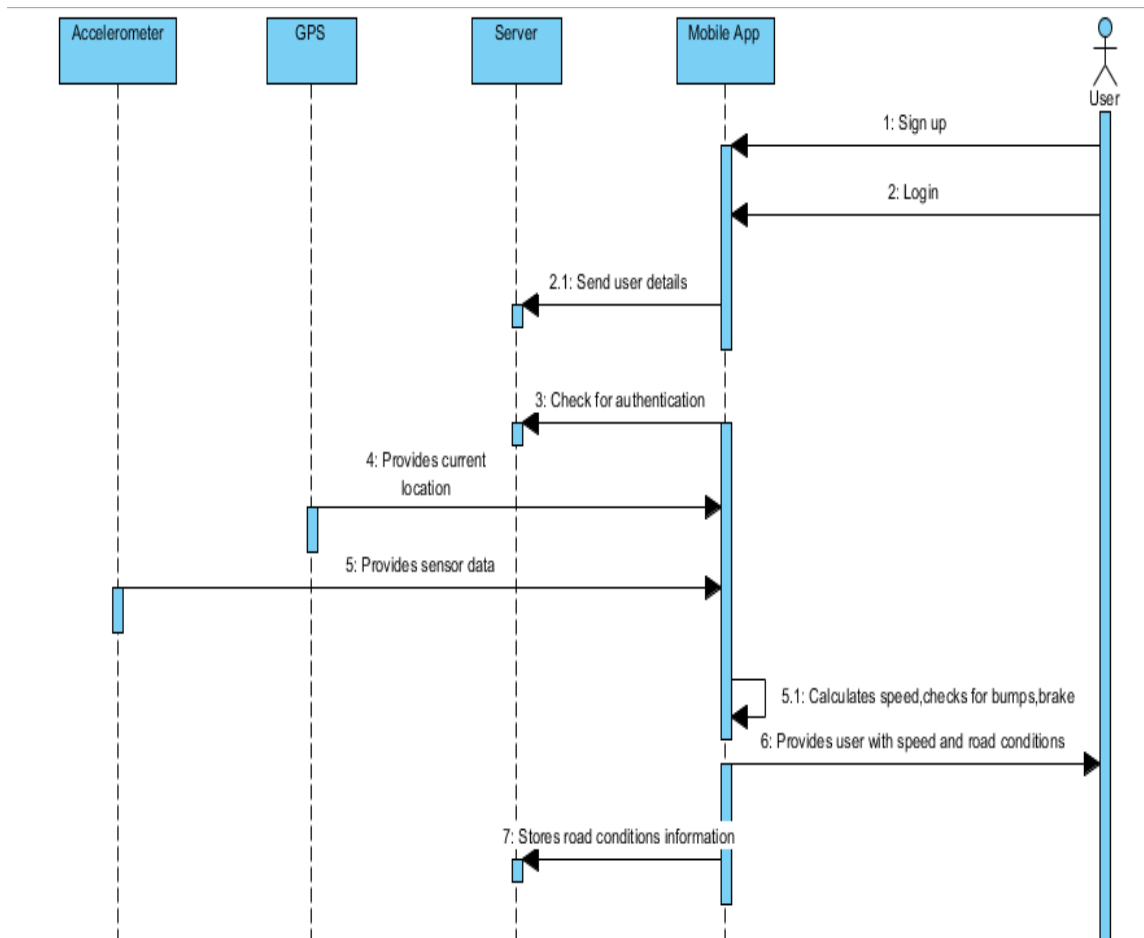 Accelerometer
GPS
Server
Mobile App
User
1: Sign up
2: Login
2.1: Send user details
3: Check for authentication
4: Provides current
location
5: Provides sensor data
5.1: Calculates speed,checks for bumps,brake
6: Provides user with speed and road conditions
7: Stores road conditions information